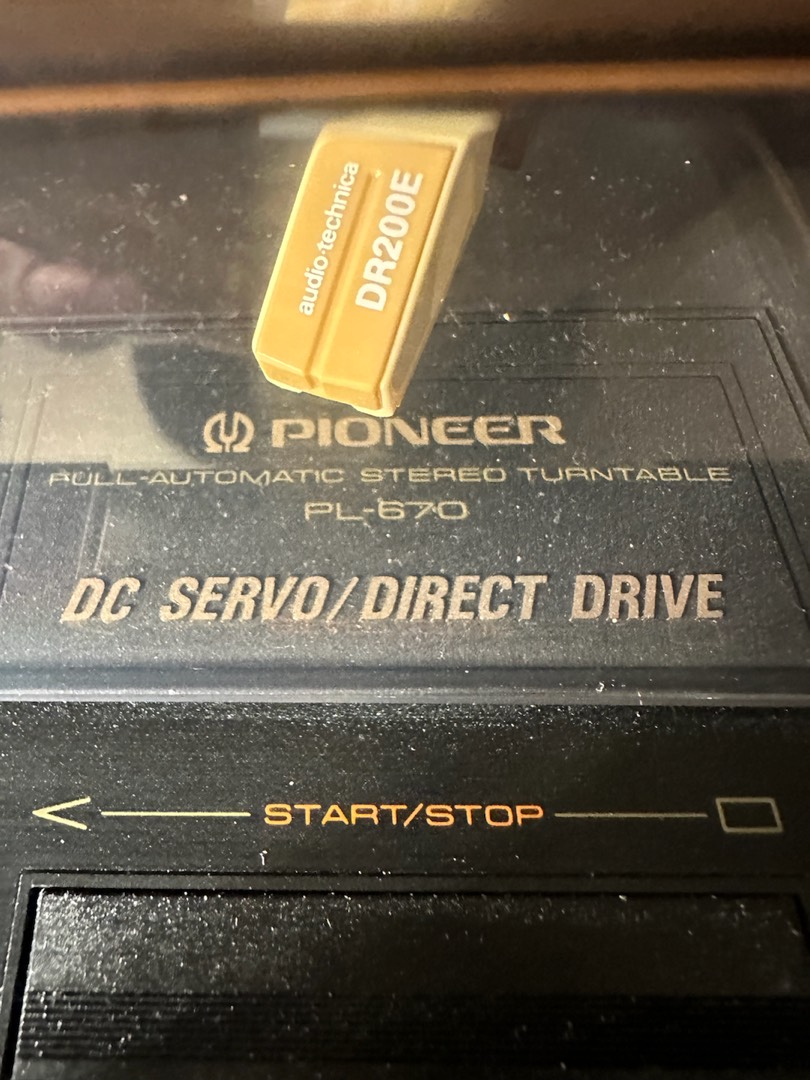 audio-technica
DR200E
PIONEER
FULL-AUTOMATIC STEREO TURNTABLE
PL-670
DC SERVO/DIRECT DRIVE
START/STOP